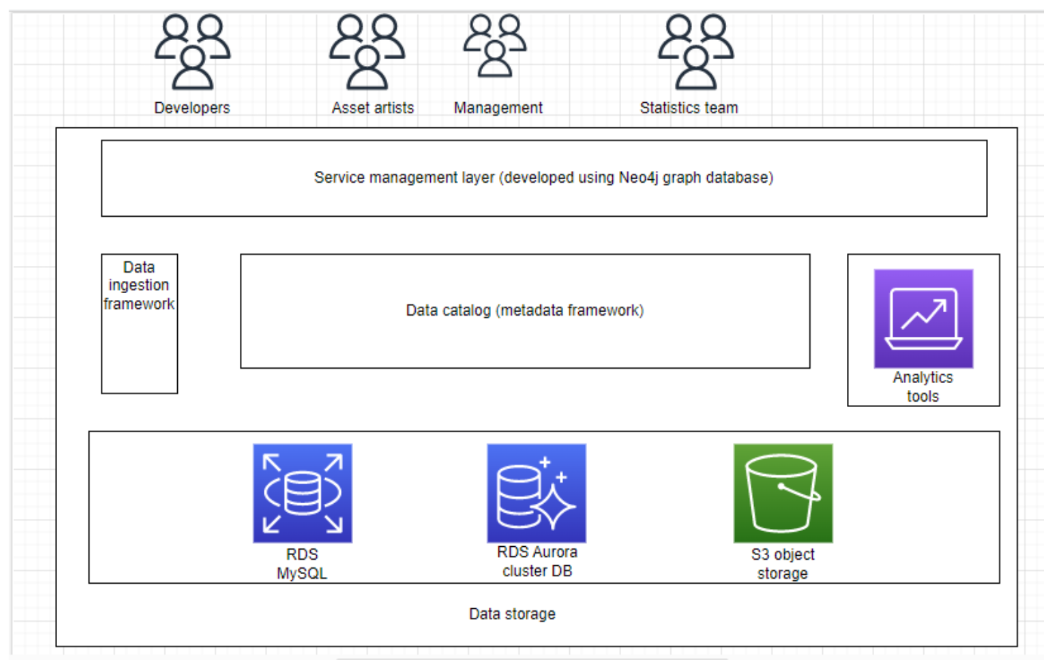 Developers
Asset artists
Management
Statistics team
Service management layer (developed using Neo4j graph database)
Data
ingestion
framework
Data catalog (metadata framework)
Analytics
tools
RDS
MySQL
RDS Aurora
cluster DB
S3 object
storage
Data storage